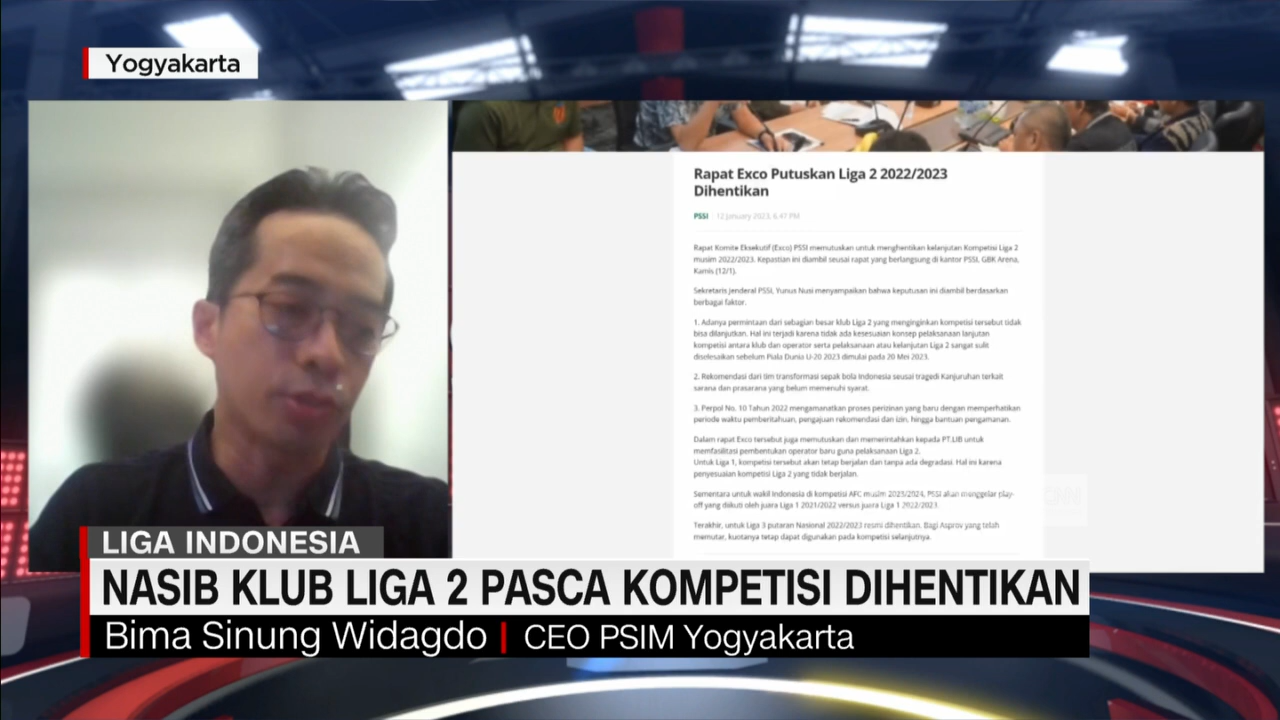 Yogyakarta
Rapat Exco Putuskan Liga 2 2022/2023
Dihentikan
PSSI 12 January 2023, 6:47 PM
Rapat Komite Eksekutif (Exco) PSSI memutuskan untuk menghentikan kelanjutan Kompetisi Liga 2
musim 2022/2023. Kepastian ini diambil seusai rapat yang berlangsung di kantor PSSI, GBK Arena,
Kamis (12/1).
Sekretaris Jenderal PSSI, Yunus Nusi menyampaikan bahwa keputusan ini diambil berdasarkan
berbagai faktor.
1. Adanya permintaan dari sebagian besar klub Liga 2 yang menginginkan kompetisi tersebut tidak
bisa dilanjutkan. Hal ini terjadi karena tidak ada kesesuaian konsep pelaksanaan lanjutan
kompetisi antara klub dan operator serta pelaksanaan atau kelanjutan Liga 2 sangat sulit
diselesaikan sebelum Piala Dunia U-20 2023 dimulai pada 20 Mei 2023.
2. Rekomendasi dari tim transformasi sepak bola Indonesia seusai tragedi Kanjuruhan terkait
sarana dan prasarana yang belum memenuhi syarat.
3. Perpol No. 10 Tahun 2022 mengamanatkan proses perizinan yang baru dengan memperhatikan
periode waktu pemberitahuan, pengajuan rekomendasi dan izin, hingga bantuan pengamanan.
Dalam rapat Exco tersebut juga memutuskan dan memerintahkan kepada PT.LIB untuk
memfasilitasi pembentukan operator baru guna pelaksanaan Liga 2.
Untuk Liga 1, kompetisi tersebut akan tetap berjalan dan tanpa ada degradasi. Hal ini karena
penyesuaian kompetisi Liga 2 yang tidak berjalan.
Sementara untuk wakil Indonesia di kompetisi AFC musim 2023/2024, PSSI akan menggelar play-
off yang diikuti oleh juara Liga 1 2021/2022 versus juara Liga 1 2022/2023.
Terakhir, untuk Liga 3 putaran Nasional 2022/2023 resmi dihentikan. Bagi Asprov yang telah
memutar, kuotanya tetap dapat digunakan pada kompetisi selanjutnya.
CNN
LIGA INDONESIA
NASIB KLUB LIGA 2 PASCA KOMPETISI DIHENTIKAN
Bima Sinung Widagdo | CEO PSIM Yogyakarta